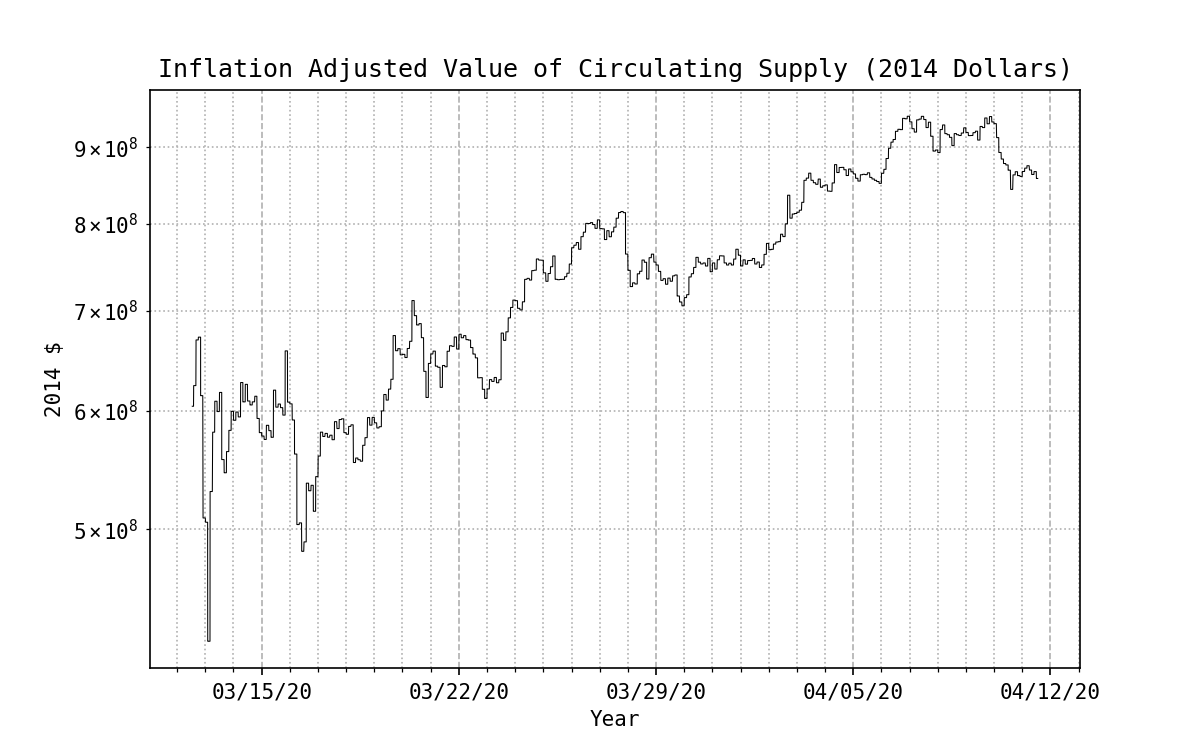 Inflation Adjusted Value of Circulating Supply (2014 Dollars)
9×10⁸
8×10⁸
7×10⁸
6×10⁸
5×10⁸
2014 $
03/15/20 03/22/20 03/29/20 04/05/20 04/12/20
Year